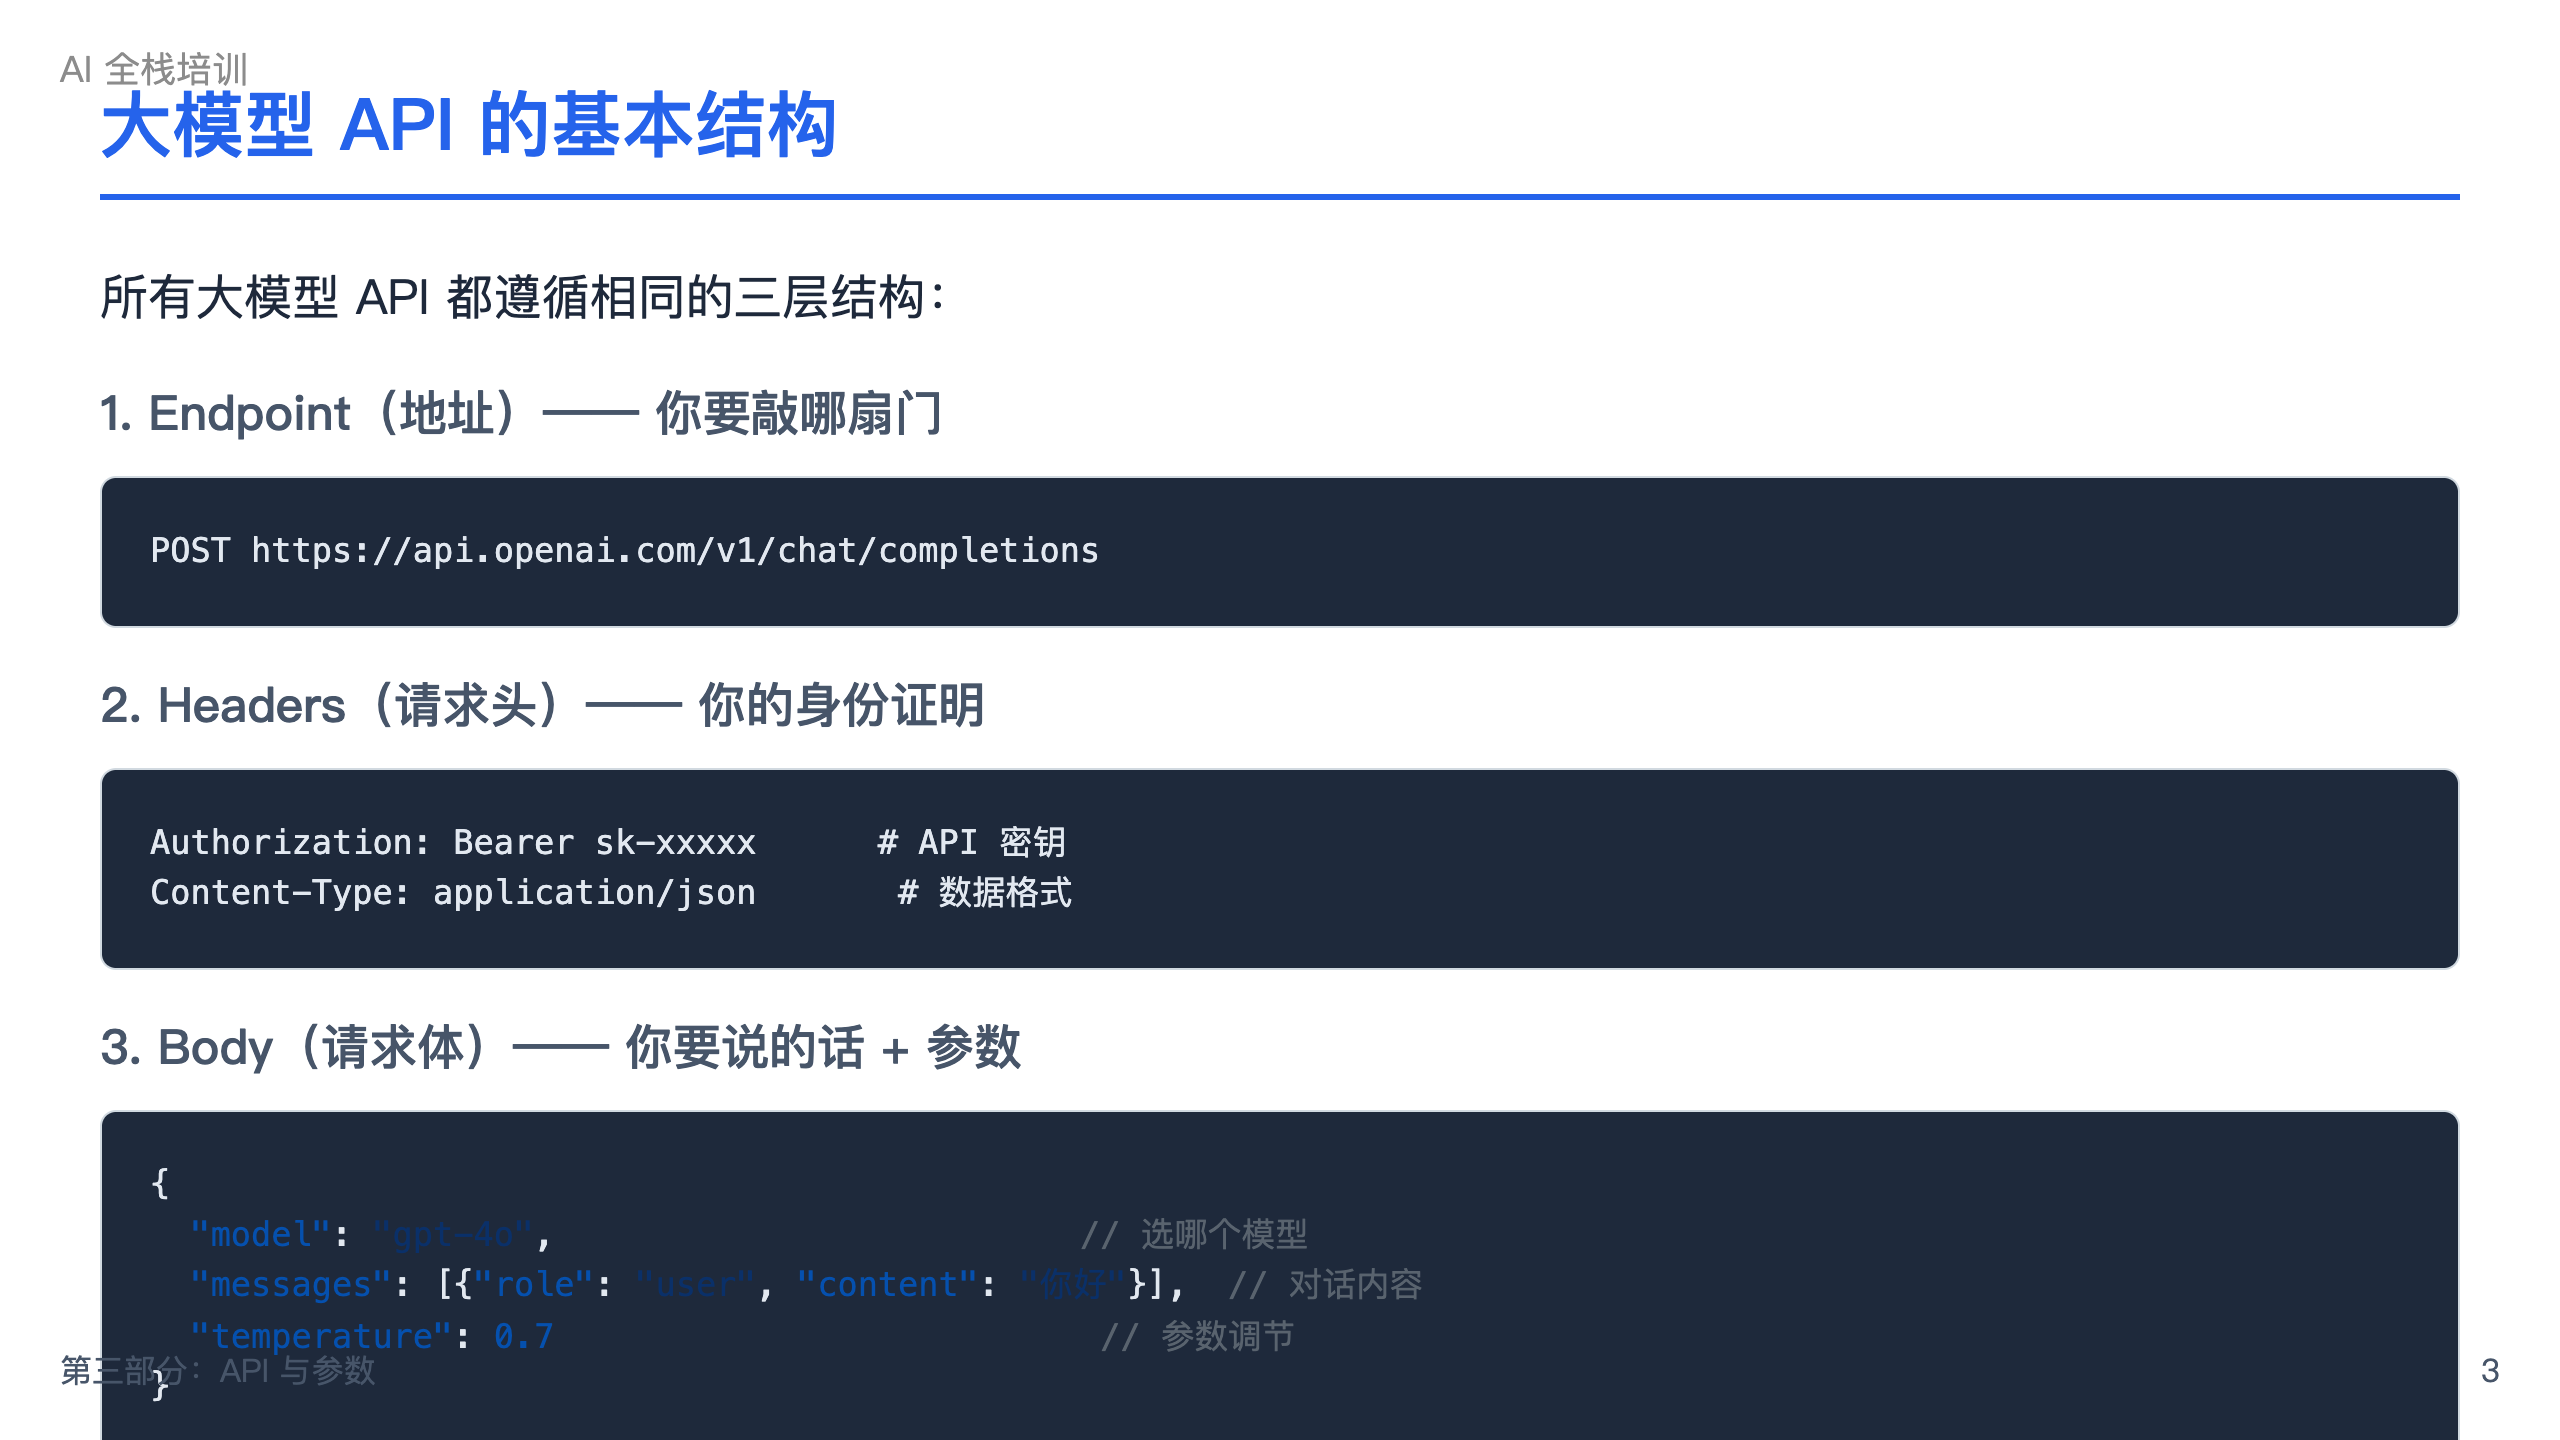 AI 全栈培训
大模型 API 的基本结构
所有大模型 API 都遵循相同的三层结构：
1. Endpoint（地址）—— 你要敲哪扇门
POST https://api.openai.com/v1/chat/completions
2. Headers（请求头）—— 你的身份证明
Authorization: Bearer sk-xxxxx      # API 密钥
Content-Type: application/json       # 数据格式
3. Body（请求体）—— 你要说的话 + 参数
{
  "model": "gpt-4o",                          // 选哪个模型
  "messages": [{"role": "user", "content": "你好"}],  // 对话内容
  "temperature": 0.7                           // 参数调节
}
第三部分：API 与参数
3